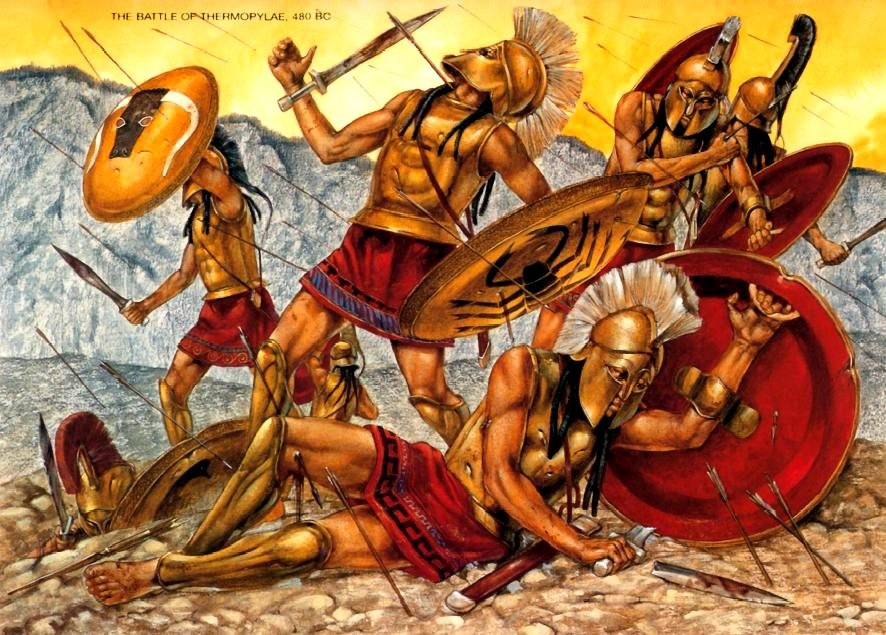 THE BATTLE OF THERMOPYLAE, 480 BC